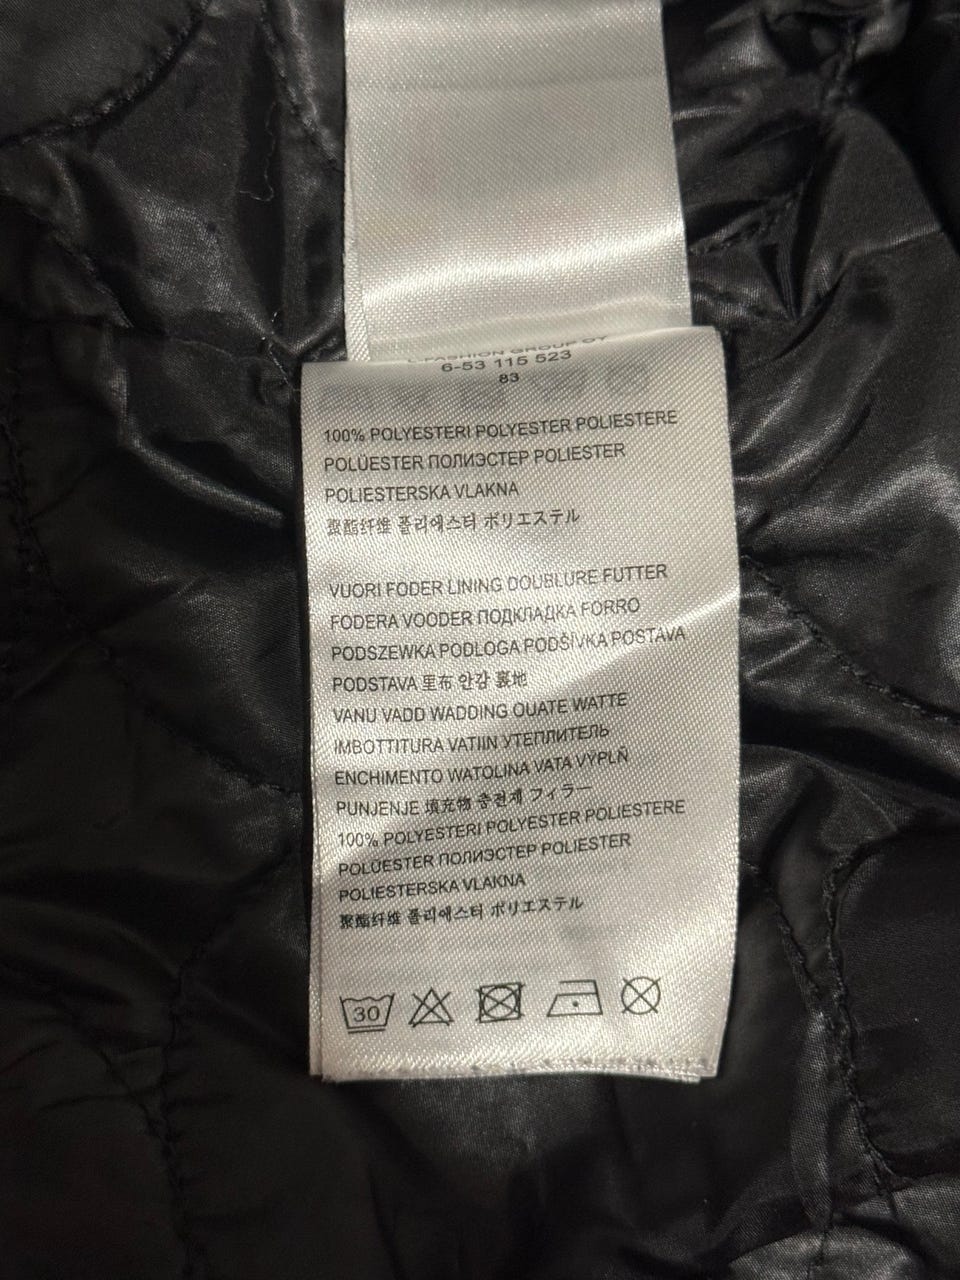 L-FASHION GROUP OY
6-53 115 523
83
100% POLYESTERI POLYESTER POLIESTERE
POLÜESTER ПОЛИЭСТЕР POLIESTER
POLIESTERSKA VLAKNA
聚酯纤维 폴리에스터 ポリエステル
VUORI FODER LINING DOUBLURE FUTTER
FODERA VOODER ПОДКЛАДКА FORRO
PODSZEWKA PODLOGA PODŠÍVKA POSTAVA
PODSTAVA 里布 안감 裏地
VANU VADD WADDING OUATE WATTE
IMBOTTITURA VATIIN УТЕПЛИТЕЛЬ
ENCHIMENTO WATOLINA VATA VÝPLŇ
PUNJENJE 填充物 충전재 フィラー
100% POLYESTERI POLYESTER POLIESTERE
POLÜESTER ПОЛИЭСТЕР POLIESTER
POLIESTERSKA VLAKNA
聚酯纤维 폴리에스터 ポリエステル
30